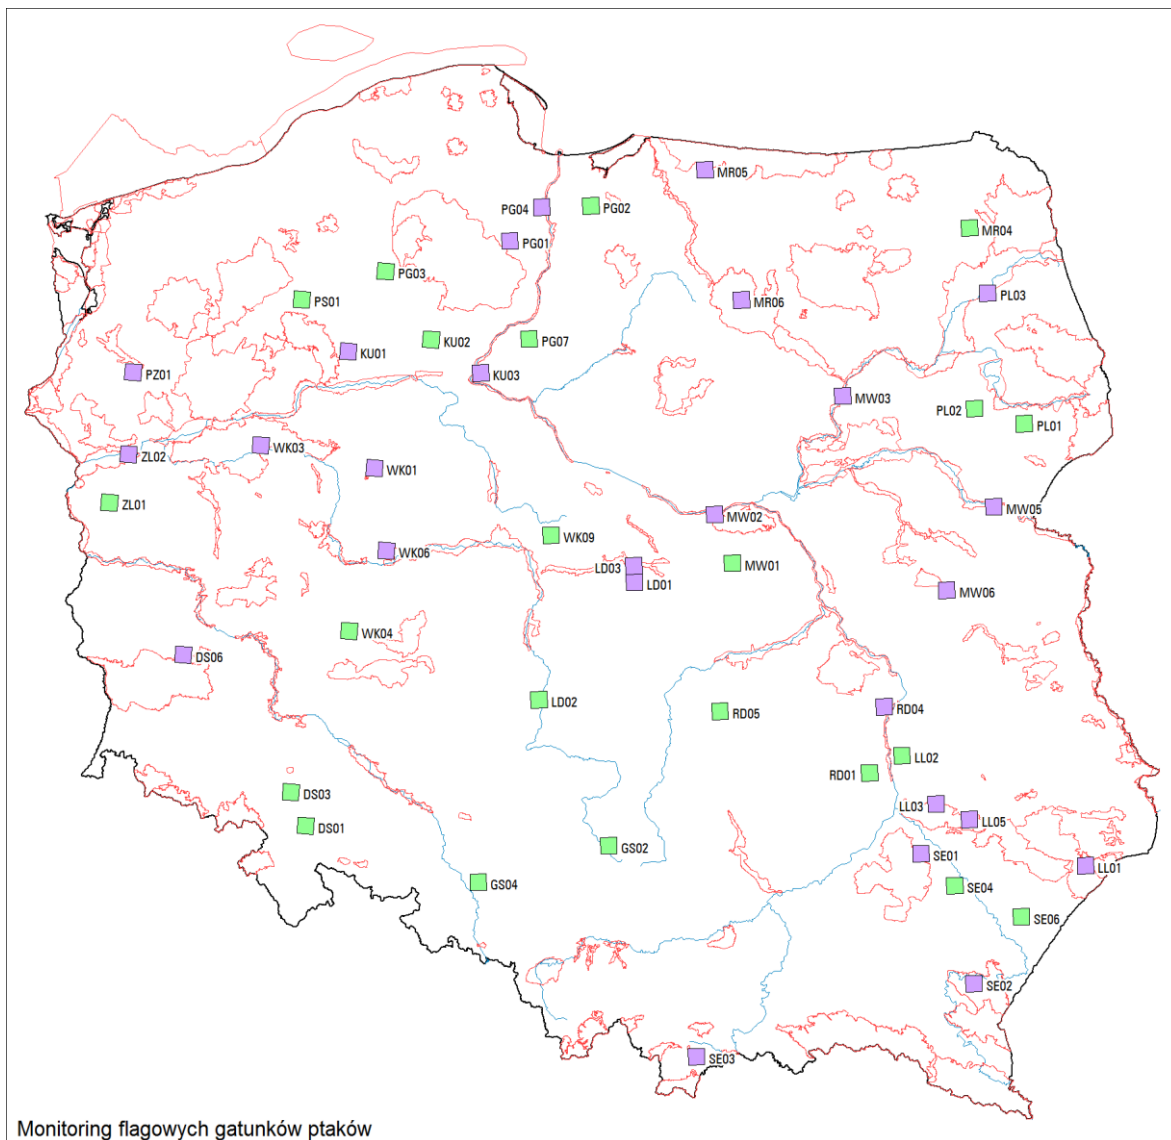 MR05
PG04
PG02
MR04
PG01
PG03
PL03
PS01
MR06
KU02
PG07
KU01
PZ01
KU03
MW03
PL02
PL01
WK03
ZL02
WK01
ZL01
MW05
MW02
WK09
WK06
LD03
MW01
LD01
MW06
WK04
DS06
LD02
RD04
RD05
LL02
RD01
DS03
LL03
LL05
DS01
GS02
SE01
LL01
GS04
SE04
SE06
SE02
SE03
Monitoring flagowych gatunków ptaków